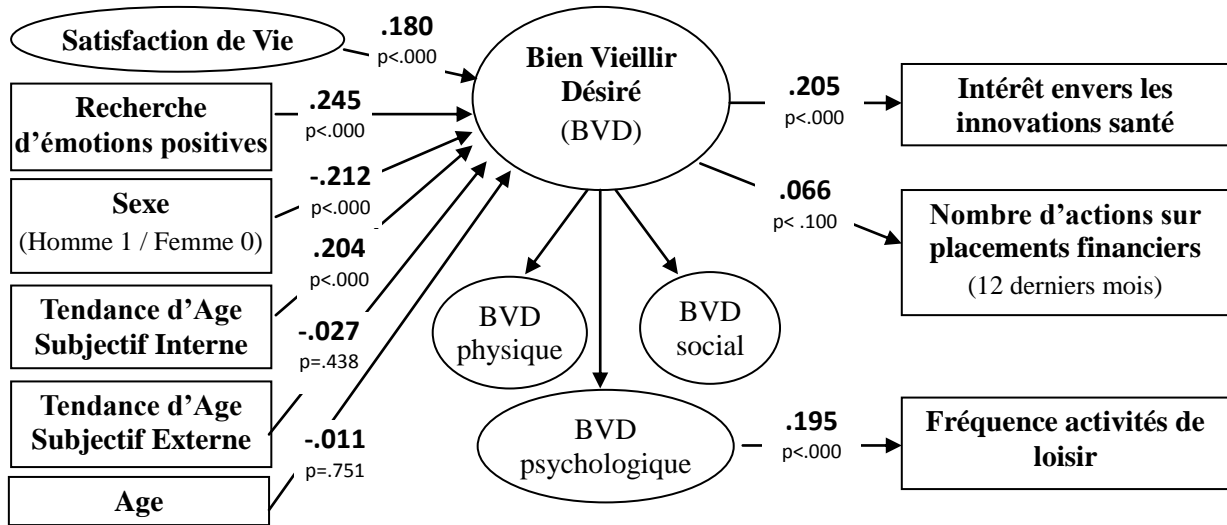 Satisfaction de Vie
.180
p<.000
Recherche
d’émotions positives
.245
p<.000
Sexe
(Homme 1 / Femme 0)
-.212
p<.000
Tendance d’Age
Subjectif Interne
.204
p<.000
Tendance d’Age
Subjectif Externe
-.027
p=.438
Age
-.011
p=.751
Bien Vieillir
Désiré
(BVD)
BVD
physique
BVD
social
BVD
psychologique
.205
p<.000
Intérêt envers les
innovations santé
.066
p< .100
Nombre d’actions sur
placements financiers
(12 derniers mois)
.195
p<.000
Fréquence activités de
loisir